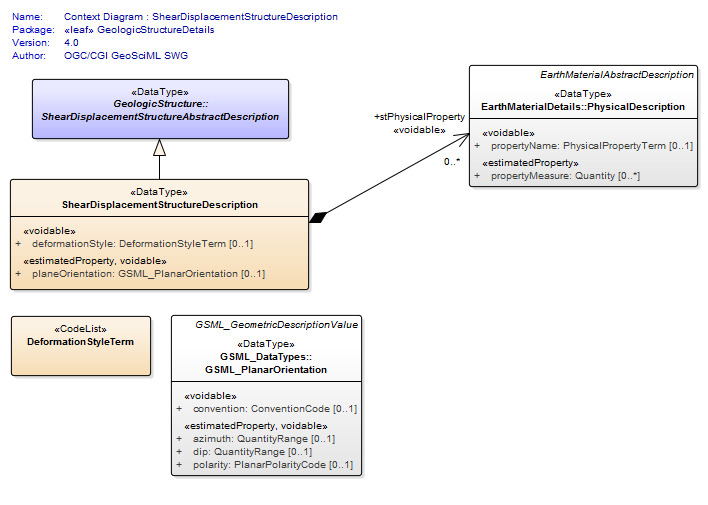 Name: Context Diagram : ShearDisplacementStructureDescription
Package: «leaf» GeologicStructureDetails
Version: 4.0
Author: OGC/CGI GeoSciML SWG
«DataType»
GeologicStructure::
ShearDisplacementStructureAbstractDescription
EarthMaterialAbstractDescription
«DataType»
EarthMaterialDetails::PhysicalDescription
«voidable»
+ propertyName: PhysicalPropertyTerm [0..1]
«estimatedProperty»
+ propertyMeasure: Quantity [0..*]
+stPhysicalProperty
«voidable»
0..*
«DataType»
ShearDisplacementStructureDescription
«voidable»
+ deformationStyle: DeformationStyleTerm [0..1]
«estimatedProperty, voidable»
+ planeOrientation: GSML_PlanarOrientation [0..1]
«CodeList»
DeformationStyleTerm
GSML_GeometricDescriptionValue
«DataType»
GSML_DataTypes::
GSML_PlanarOrientation
«voidable»
+ convention: ConventionCode [0..1]
«estimatedProperty, voidable»
+ azimuth: QuantityRange [0..1]
+ dip: QuantityRange [0..1]
+ polarity: PlanarPolarityCode [0..1]